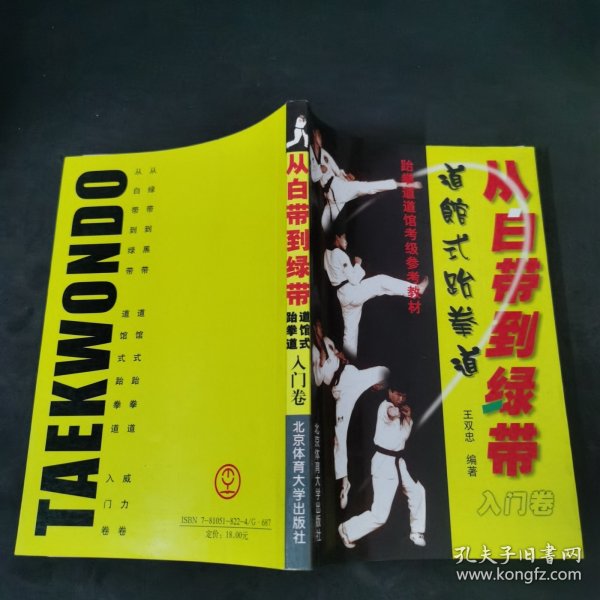 TAEKWONDO
从绿带到黑带
道馆式跆拳道
威力卷
从白带到绿带
道馆式跆拳道
入门卷
ISBN 7-81051-822-4/G·687
定价：18.00元
从白带到绿带
道馆式
跆拳道
入门卷
北京体育大学出版社
从白带到绿带
道馆式跆拳道
跆拳道道馆考级参考教材
王双忠 编著
入门卷
北京体育大学出版社
孔夫子旧书网
www.kongfz.com